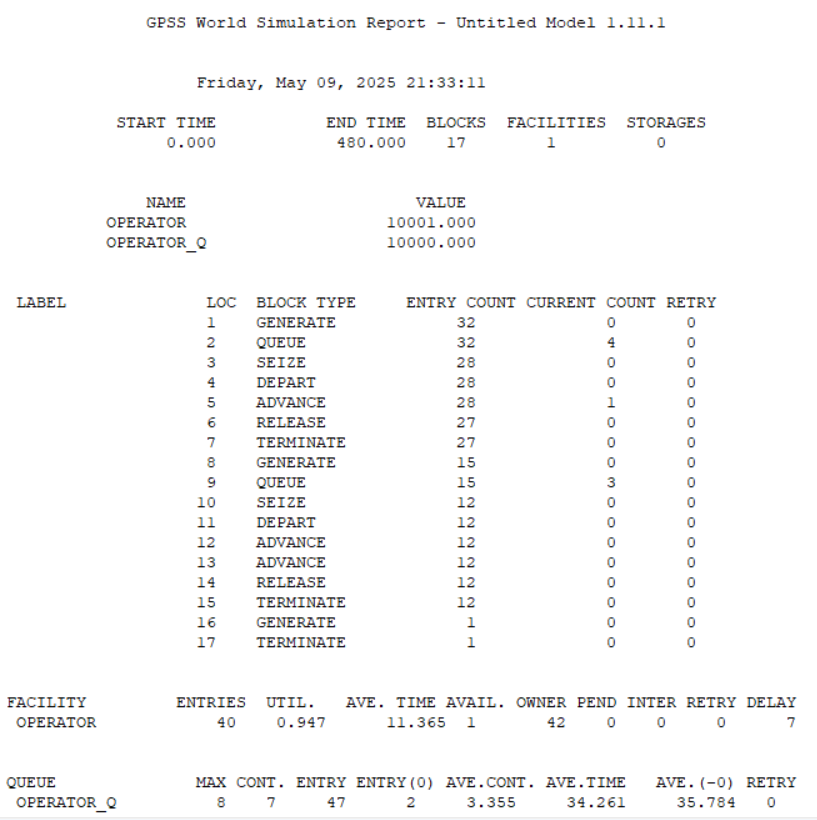 GPSS World Simulation Report - Untitled Model 1.11.1
Friday, May 09, 2025 21:33:11
START TIME END TIME BLOCKS FACILITIES STORAGES
0.000 480.000 17 1 0
NAME VALUE
OPERATOR 10001.000
OPERATOR_Q 10000.000
LABEL LOC BLOCK TYPE ENTRY COUNT CURRENT COUNT RETRY
1 GENERATE 32 0 0
2 QUEUE 32 4 0
3 SEIZE 28 0 0
4 DEPART 28 0 0
5 ADVANCE 28 1 0
6 RELEASE 27 0 0
7 TERMINATE 27 0 0
8 GENERATE 15 0 0
9 QUEUE 15 3 0
10 SEIZE 12 0 0
11 DEPART 12 0 0
12 ADVANCE 12 0 0
13 ADVANCE 12 0 0
14 RELEASE 12 0 0
15 TERMINATE 12 0 0
16 GENERATE 1 0 0
17 TERMINATE 1 0 0
FACILITY ENTRIES UTIL. AVE. TIME AVAIL. OWNER PEND INTER RETRY DELAY
OPERATOR 40 0.947 11.365 1 42 0 0 0 7
QUEUE MAX CONT. ENTRY ENTRY(0) AVE.CONT. AVE.TIME AVE.(-0) RETRY
OPERATOR_Q 8 7 47 2 3.355 34.261 35.784 0